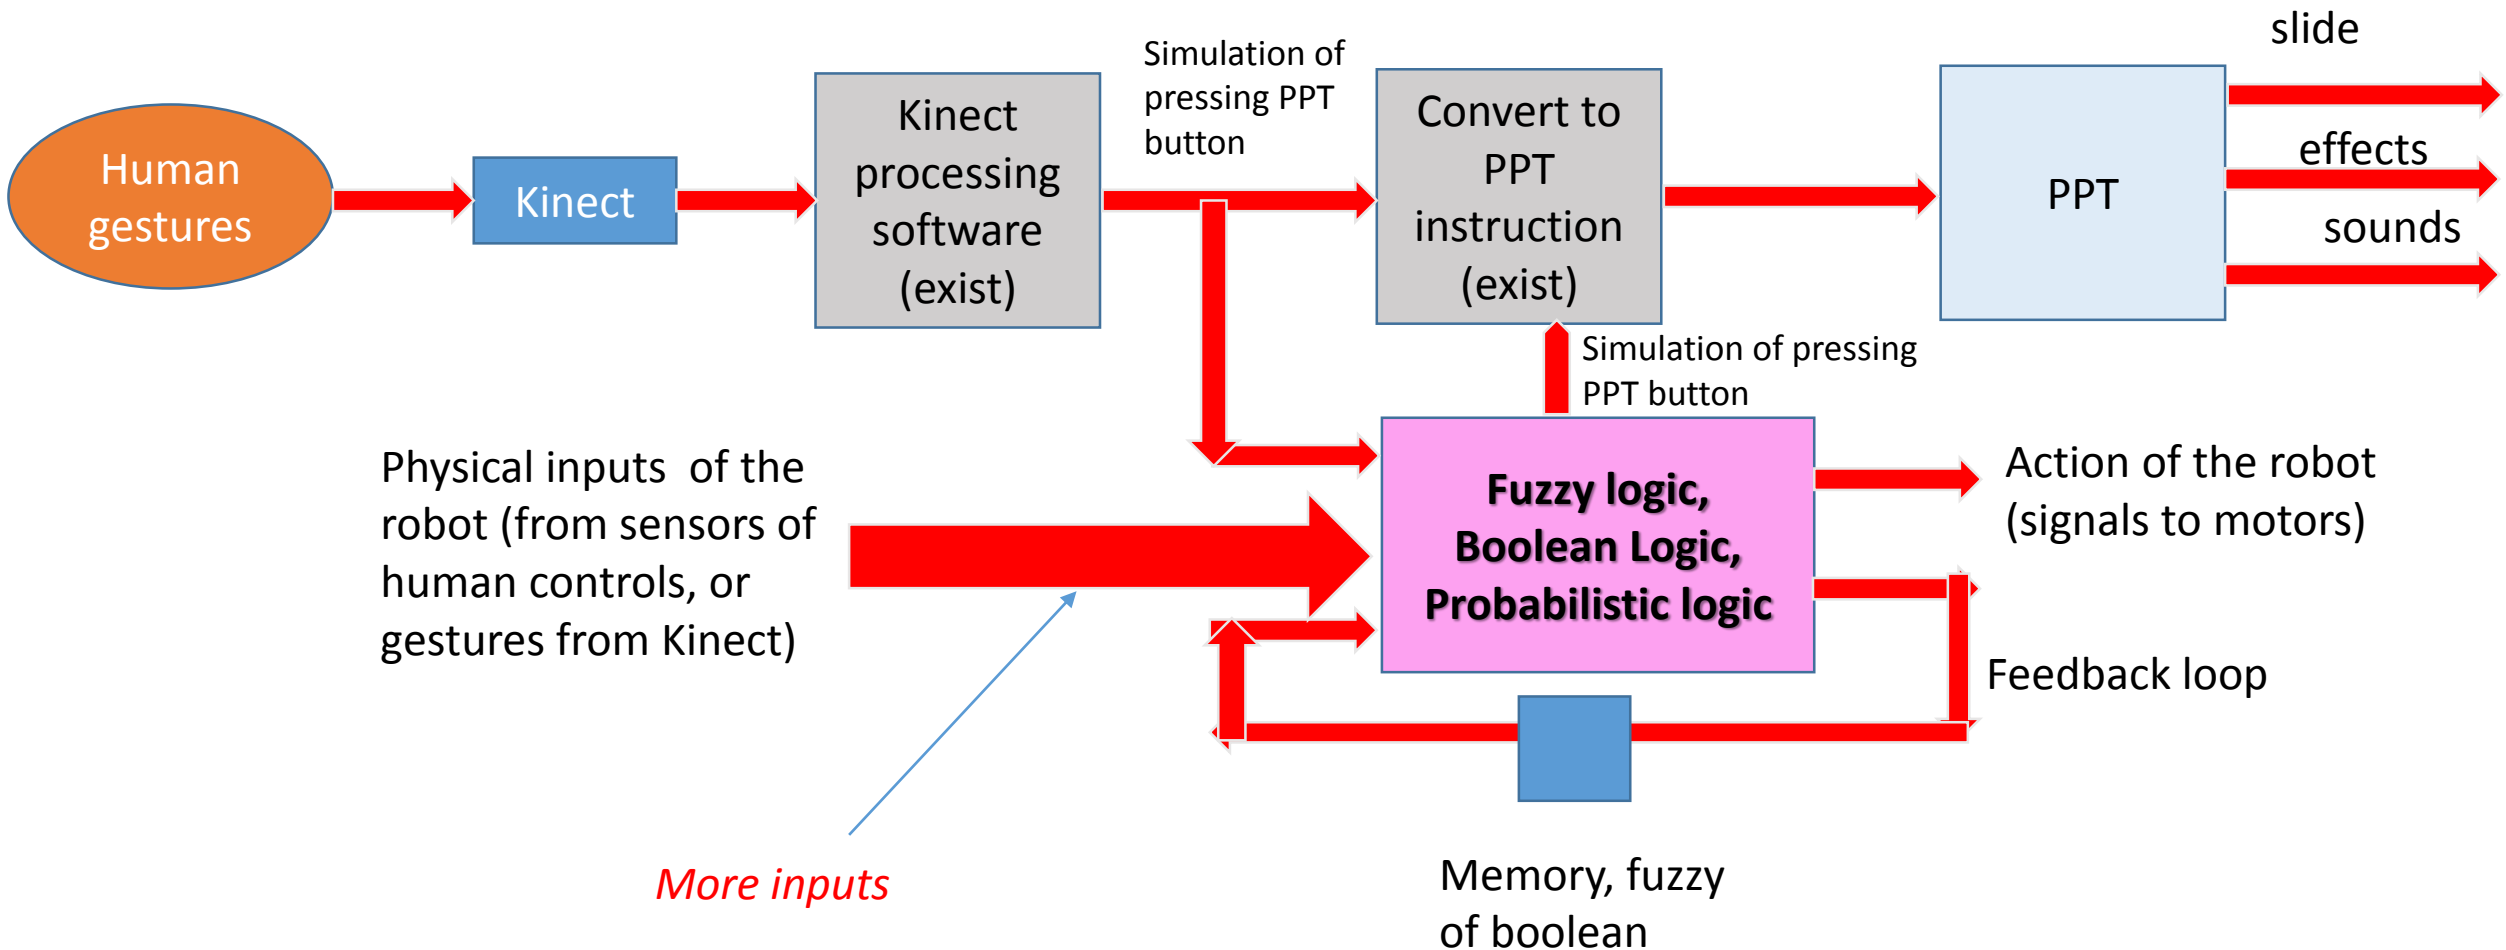 Human
gestures
Kinect
Kinect
processing
software
(exist)
Simulation of
pressing PPT
button
Convert to
PPT
instruction
(exist)
PPT
slide
effects
sounds
Simulation of pressing
PPT button
Physical inputs  of the
robot (from sensors of
human controls, or
gestures from Kinect)
Fuzzy logic,
Boolean Logic,
Probabilistic logic
Action of the robot
(signals to motors)
Feedback loop
More inputs
Memory, fuzzy
of boolean